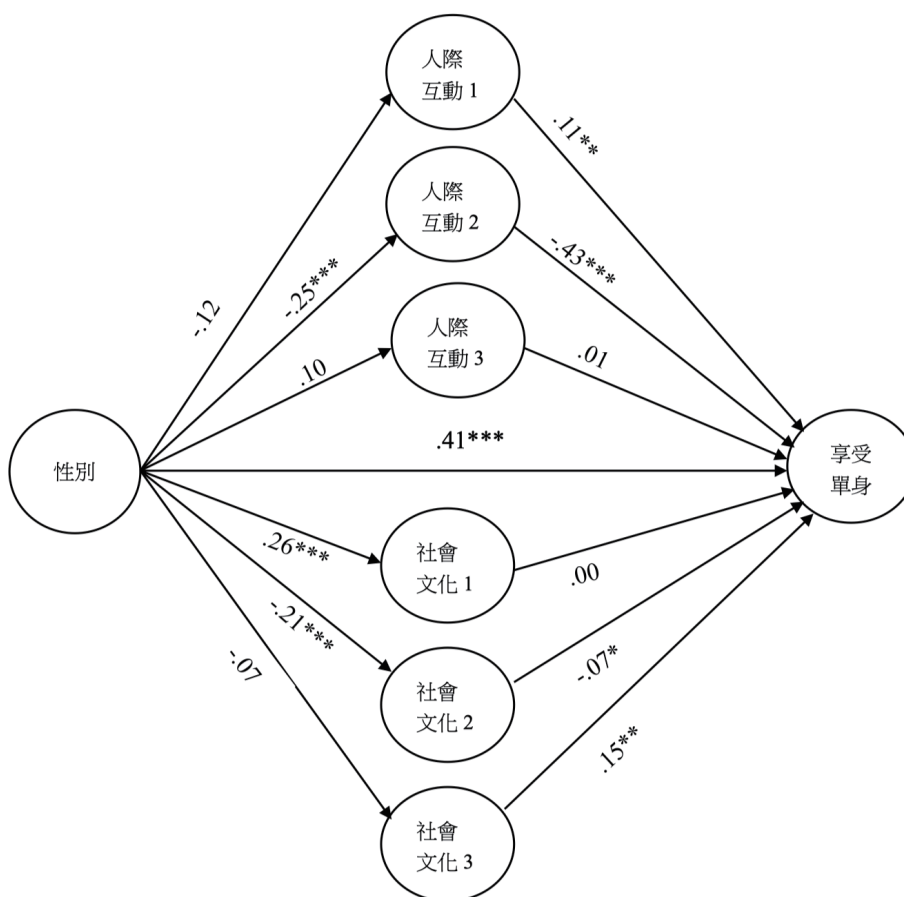 人際
互動 1
.11**
人際
互動 2
-.43***
-.25***
-.12
人際
互動 3
.01
.10
.41***
性別
享受
單身
.26***
社會
文化 1
.00
-.21***
-.07
社會
文化 2
-.07*
.15**
社會
文化 3